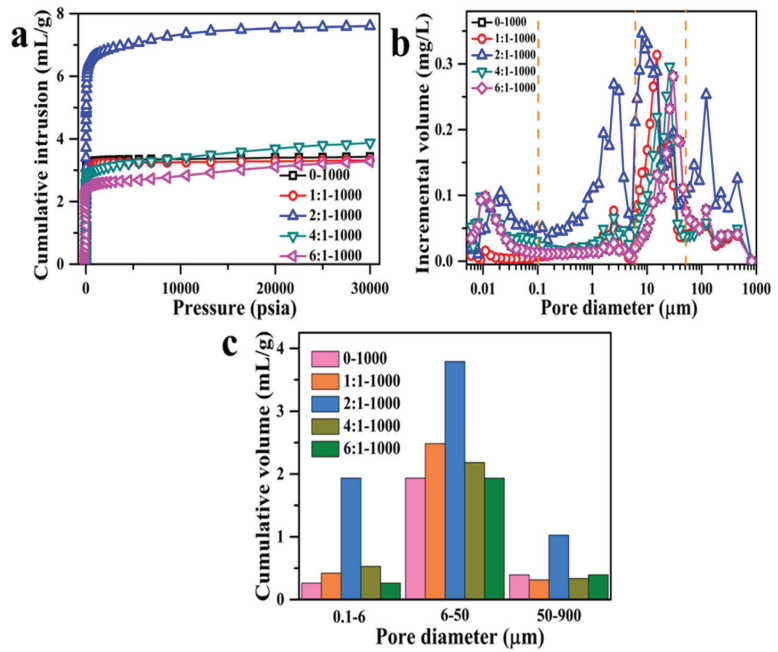 a
Cumulative intrusion (mL/g)
8
6
4
2
0
0-1000
1:1-1000
2:1-1000
4:1-1000
6:1-1000
0 10000 20000 30000
Pressure (psia)
b
Incremental volume (mg/L)
0.3
0.2
0.1
0.0
0-1000
1:1-1000
2:1-1000
4:1-1000
6:1-1000
0.01 0.1 1 10 100 1000
Pore diameter (μm)
c
Cumulative volume (mL/g)
4
3
2
1
0
0-1000
1:1-1000
2:1-1000
4:1-1000
6:1-1000
0.1-6 6-50 50-900
Pore diameter (μm)